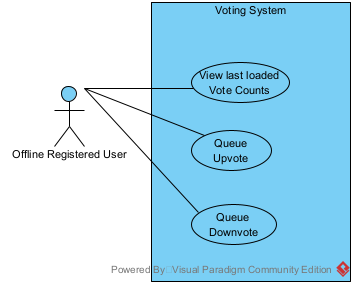 Voting System
View last loaded
Vote Counts
Offline Registered User
Queue
Upvote
Queue
Downvote
Powered By: Visual Paradigm Community Edition